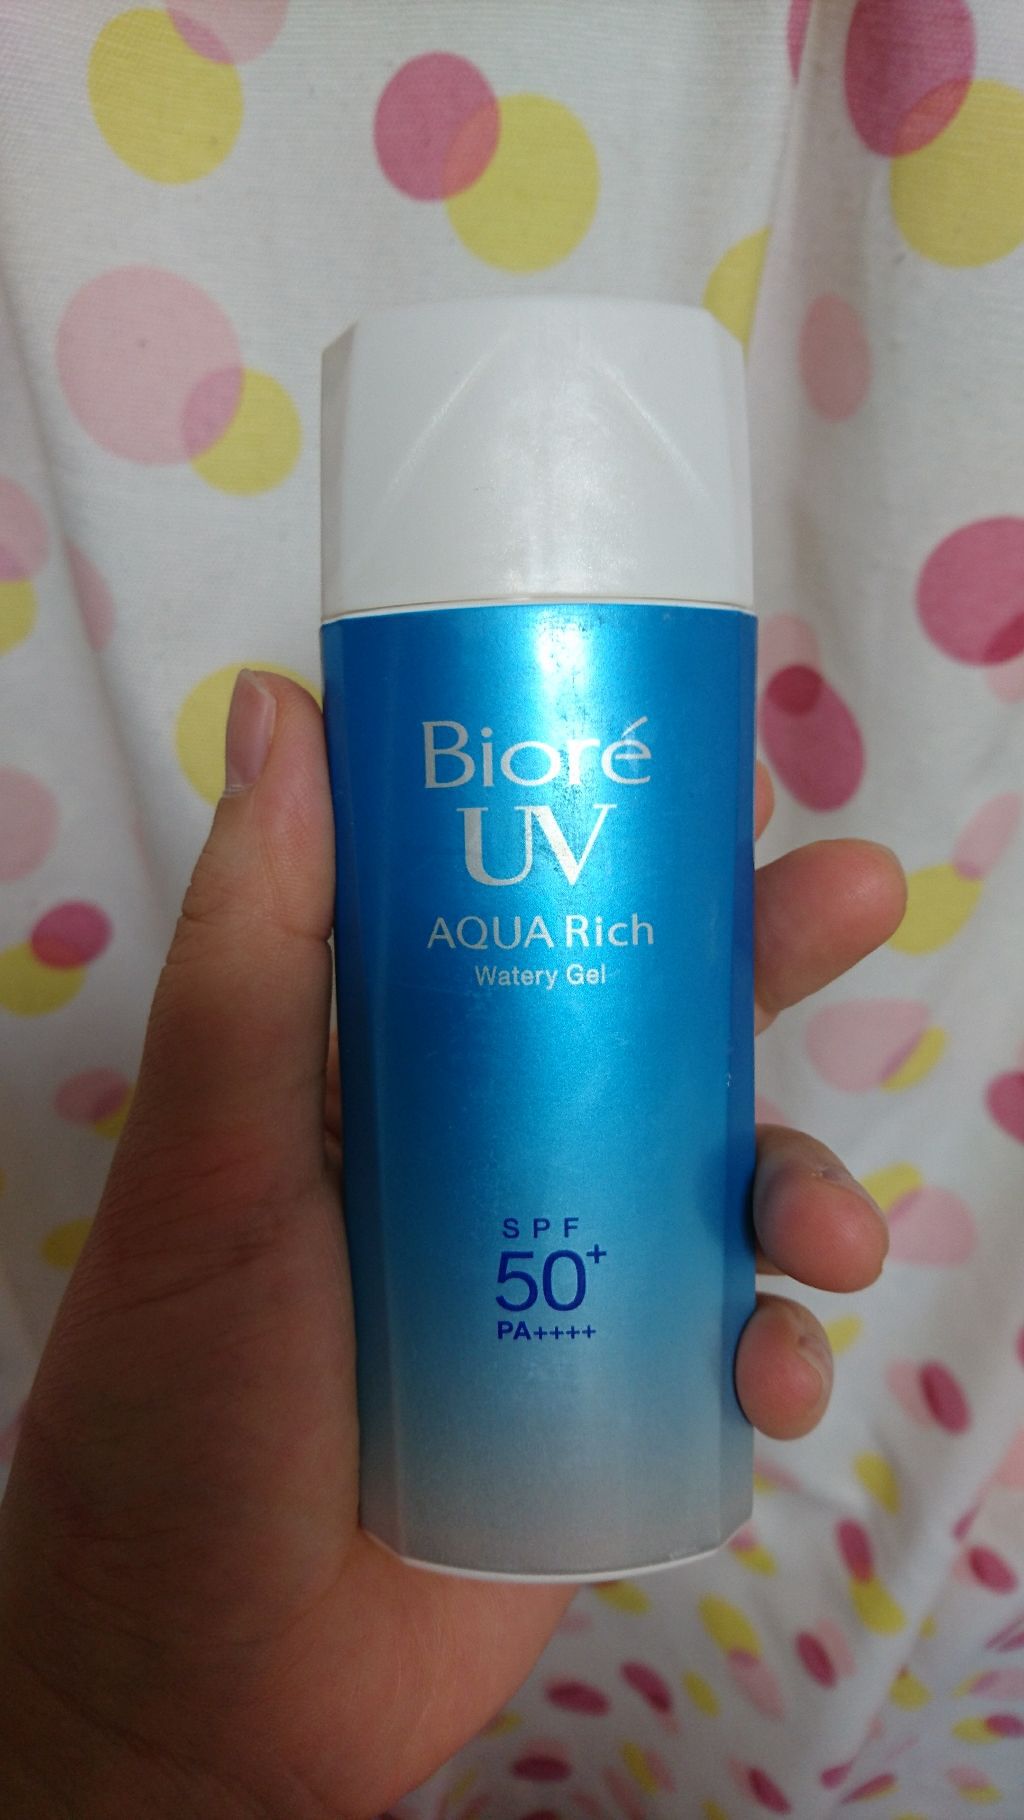 Bioré
UV
AQUA Rich
Watery Gel
SPF
50+
PA++++